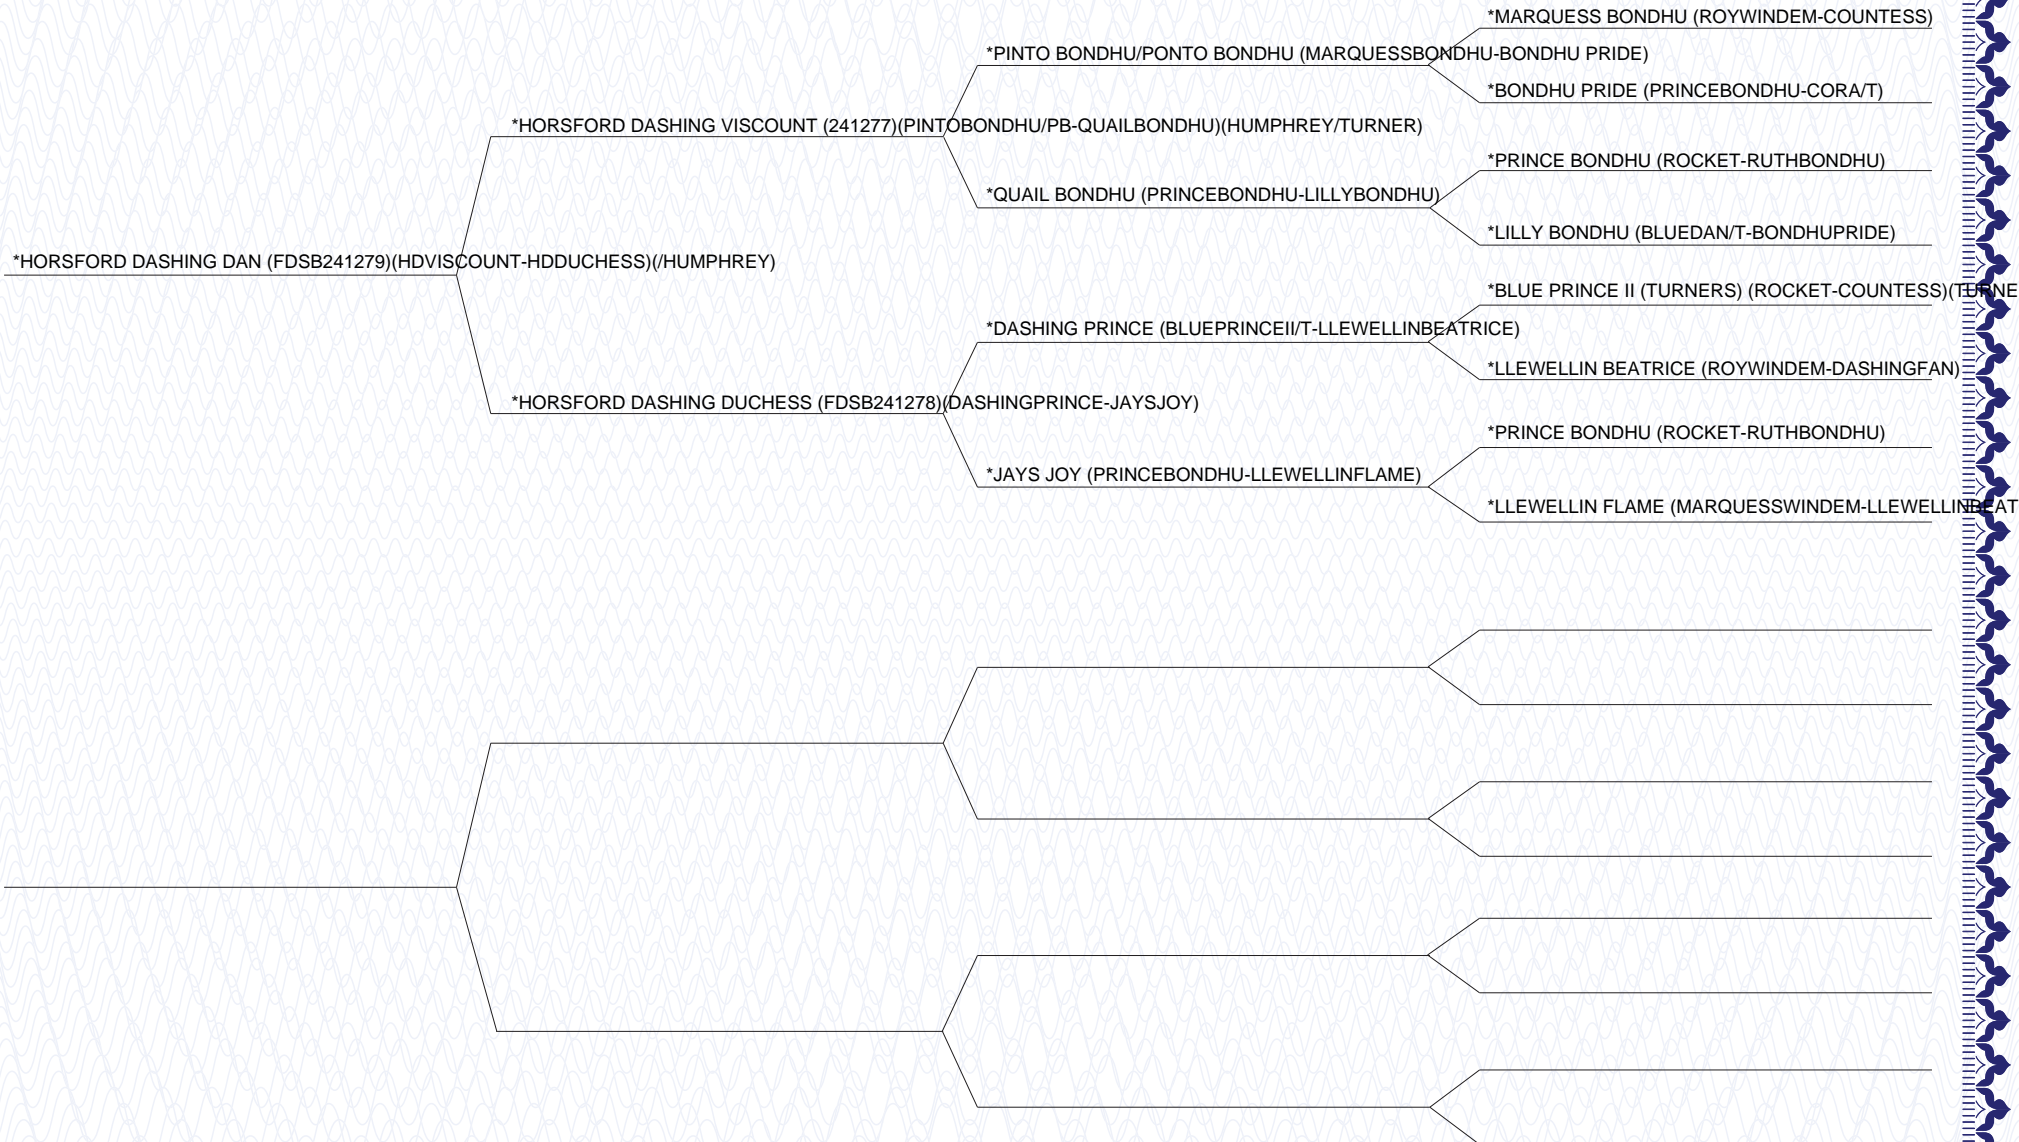 *MARQUESS BONDHU (ROYWINDEM-COUNTESS)
*PINTO BONDHU/PONTO BONDHU (MARQUESSBONDHU-BONDHU PRIDE)
*BONDHU PRIDE (PRINCEBONDHU-CORA/T)
*HORSFORD DASHING VISCOUNT (241277)(PINTOBONDHU/PB-QUAILBONDHU)(HUMPHREY/TURNER)
*PRINCE BONDHU (ROCKET-RUTHBONDHU)
*QUAIL BONDHU (PRINCEBONDHU-LILLYBONDHU)
*LILLY BONDHU (BLUEDAN/T-BONDHUPRIDE)
*HORSFORD DASHING DAN (FDSB241279)(HDVISCOUNT-HDDUCHESS)(/HUMPHREY)
*BLUE PRINCE II (TURNERS) (ROCKET-COUNTESS)(TURNE
*DASHING PRINCE (BLUEPRINCEII/T-LLEWELLINBEATRICE)
*LLEWELLIN BEATRICE (ROYWINDEM-DASHINGFAN)
*HORSFORD DASHING DUCHESS (FDSB241278)(DASHINGPRINCE-JAYSJOY)
*PRINCE BONDHU (ROCKET-RUTHBONDHU)
*JAYS JOY (PRINCEBONDHU-LLEWELLINFLAME)
*LLEWELLIN FLAME (MARQUESSWINDEM-LLEWELLINBEAT